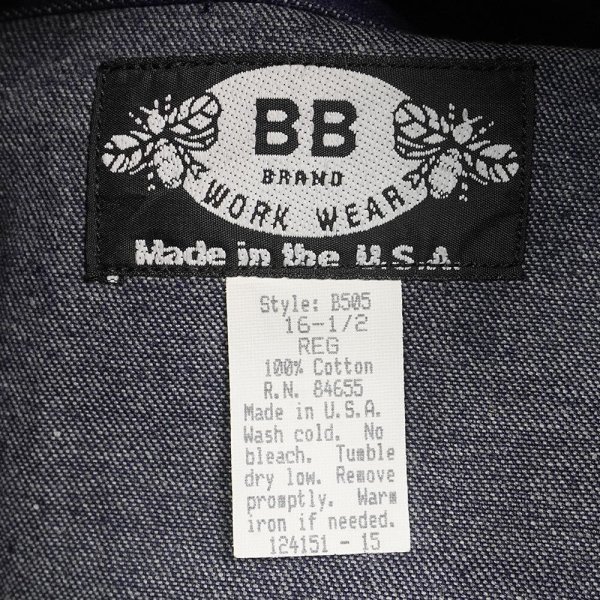 BB
BRAND
WORK WEAR
Made in the U.S.A.
Style: B505
16-1/2
REG
100% Cotton
R.N. 84655
Made in U.S.A.
Wash cold. No
bleach. Tumble
dry low. Remove
promptly. Warm
iron if needed.
124151 - 15